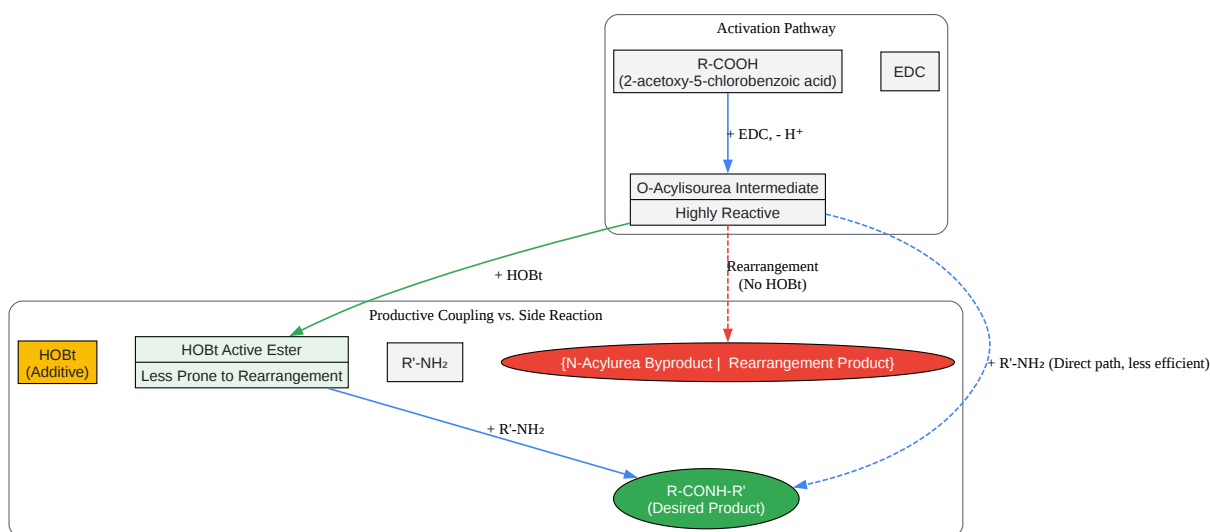 Activation Pathway
R-COOH
(2-acetoxy-5-chlorobenzoic acid)
EDC
+ EDC, - H⁺
O-Acylisourea Intermediate
Highly Reactive
+ HOBt
Rearrangement
(No HOBt)
Productive Coupling vs. Side Reaction
HOBt
(Additive)
HOBt Active Ester
Less Prone to Rearrangement
R'-NH₂
{N-Acylurea Byproduct | Rearrangement Product}
+ R'-NH₂ (Direct path, less efficient)
+ R'-NH₂
R-CONH-R'
(Desired Product)